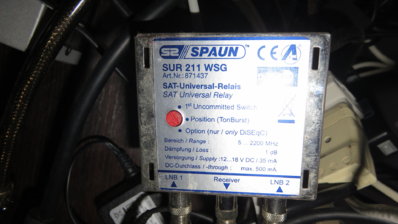 SPAUN CE
SUR 211 WSG
Art.Nr.: 871437
SAT-Universal-Relais
SAT Universal Relay
1st Uncommitted Switch
Position (ToneBurst)
Option (nur / only DiSEqC)
Bereich / Range : 5 .. 2200 MHz
Dämpfung / Loss : 1 dB
Versorgung / Supply :12...18 V DC / 30 mA
DC-Durchlass / -through : max. 500 mA
LNB 1 Receiver LNB 2